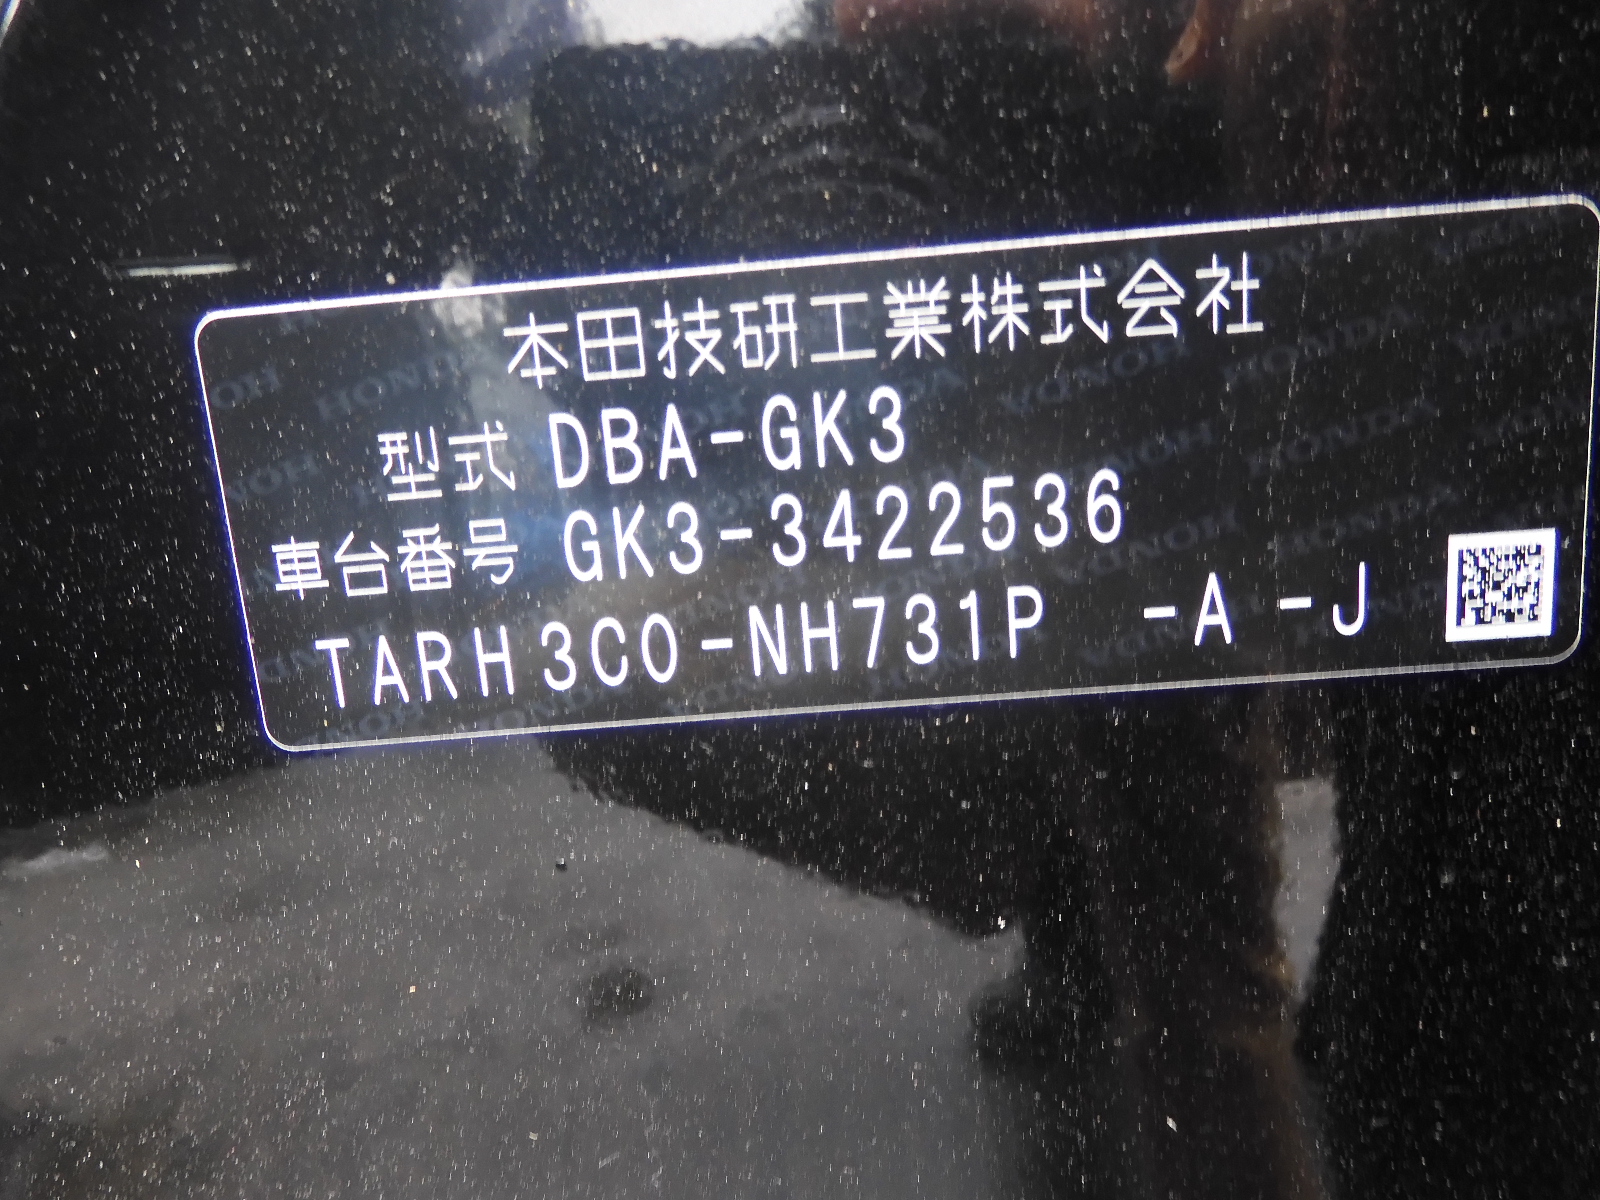 本田技研工業株式会社
型式 DBA-GK3
車台番号 GK3-3422536
TARH3C0-NH731P -A -J